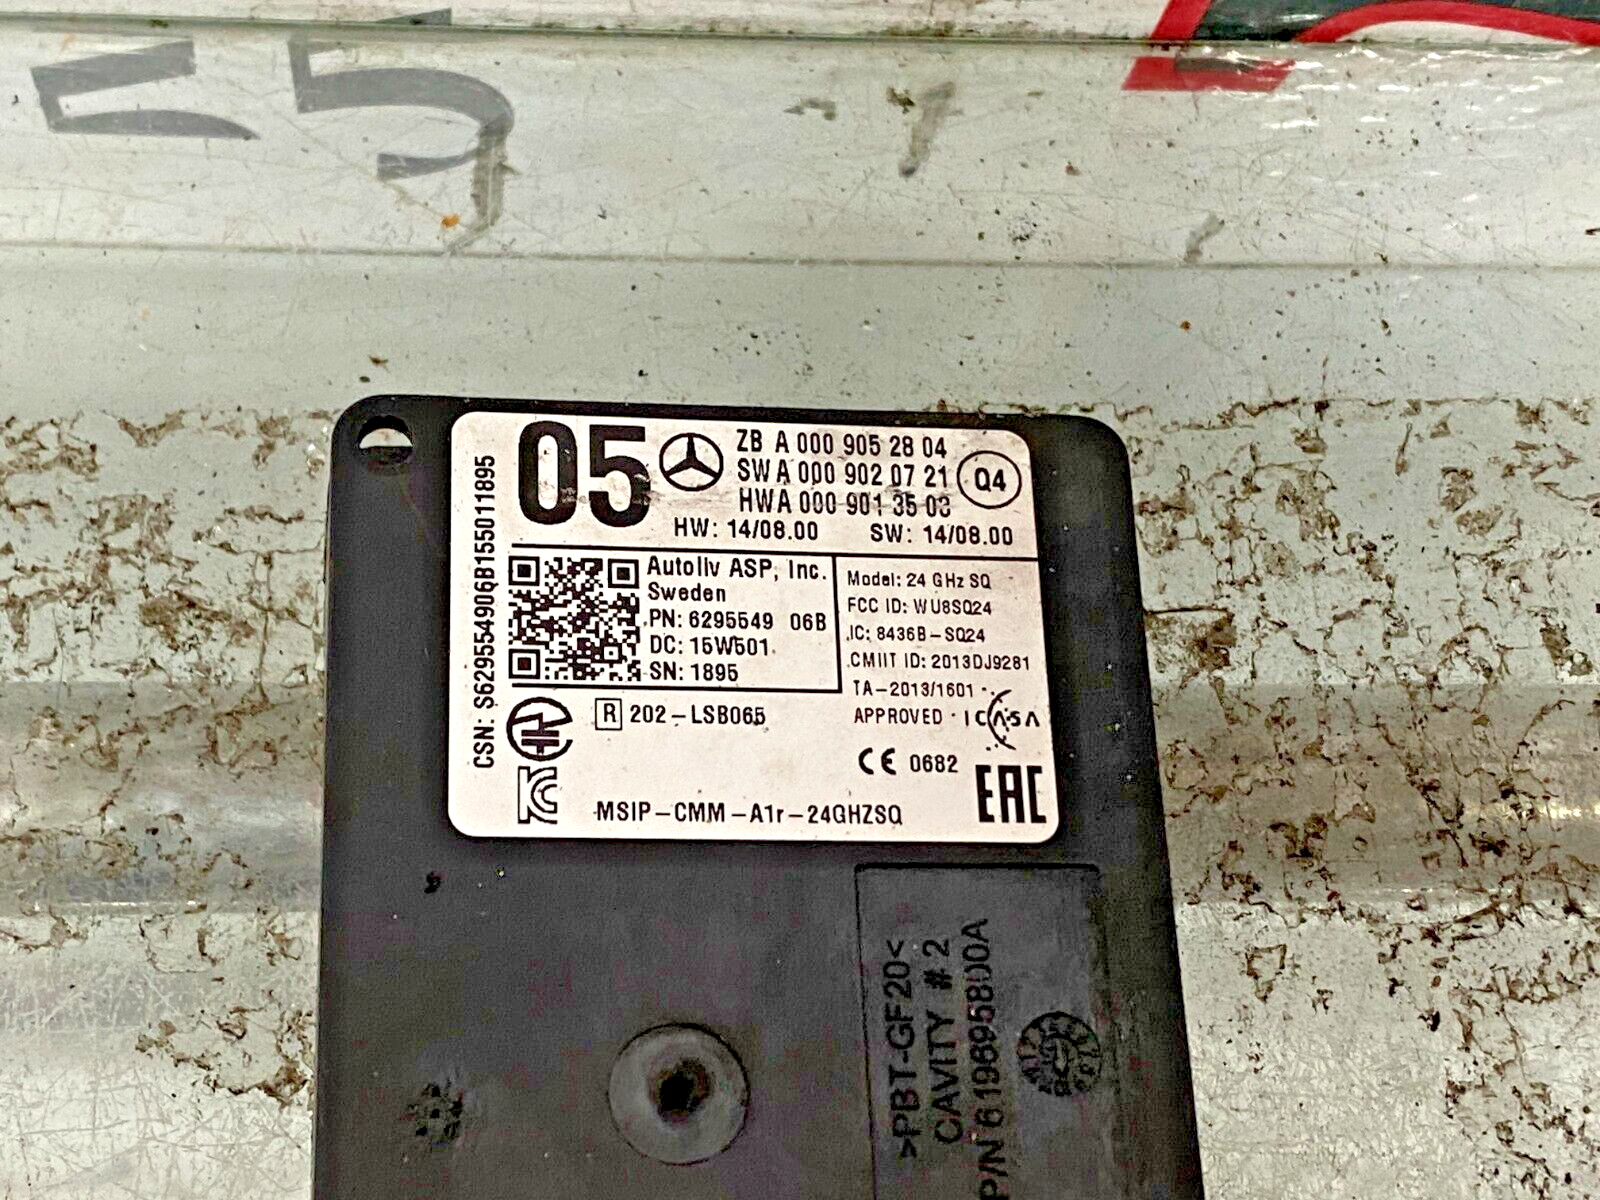 05
ZB A 000 905 28 04
SW A 000 902 07 21
HW A 000 901 35 03
Q4
HW: 14/08.00 SW: 14/08.00
CSN: S629554906B155011895
Autoliv ASP, Inc.
Sweden
PN: 6295549 06B
DC: 15W501
SN: 1895
Model: 24 GHz SQ
FCC ID: WU8SQ24
IC: 8436B-SQ24
CMIIT ID: 2013DJ9281
TA-2013/1601
APPROVED ICASA
R 202-LSB065
CE 0682
EAC
KC
MSIP-CMM-A1r-24GHZSQ
>PBT-GF20<
CAVITY # 2
P/N 619695800A